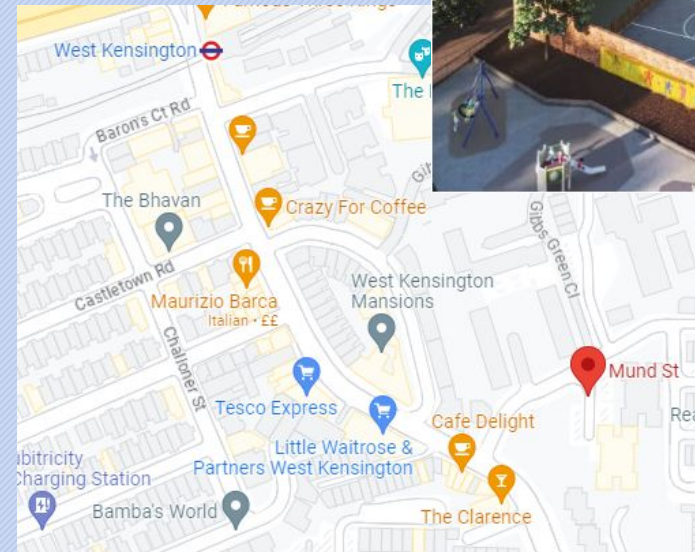 West Kensington
Baron's Ct Rd
The Bhavan
Crazy For Coffee
Castletown Rd
Maurizio Barca
Italian • ££
West Kensington
Mansions
Gibbs Green Cl
Challoner St
Tesco Express
Little Waitrose &
Partners West Kensington
Cafe Delight
Mund St
Charging Station
Bamba's World
The Clarence